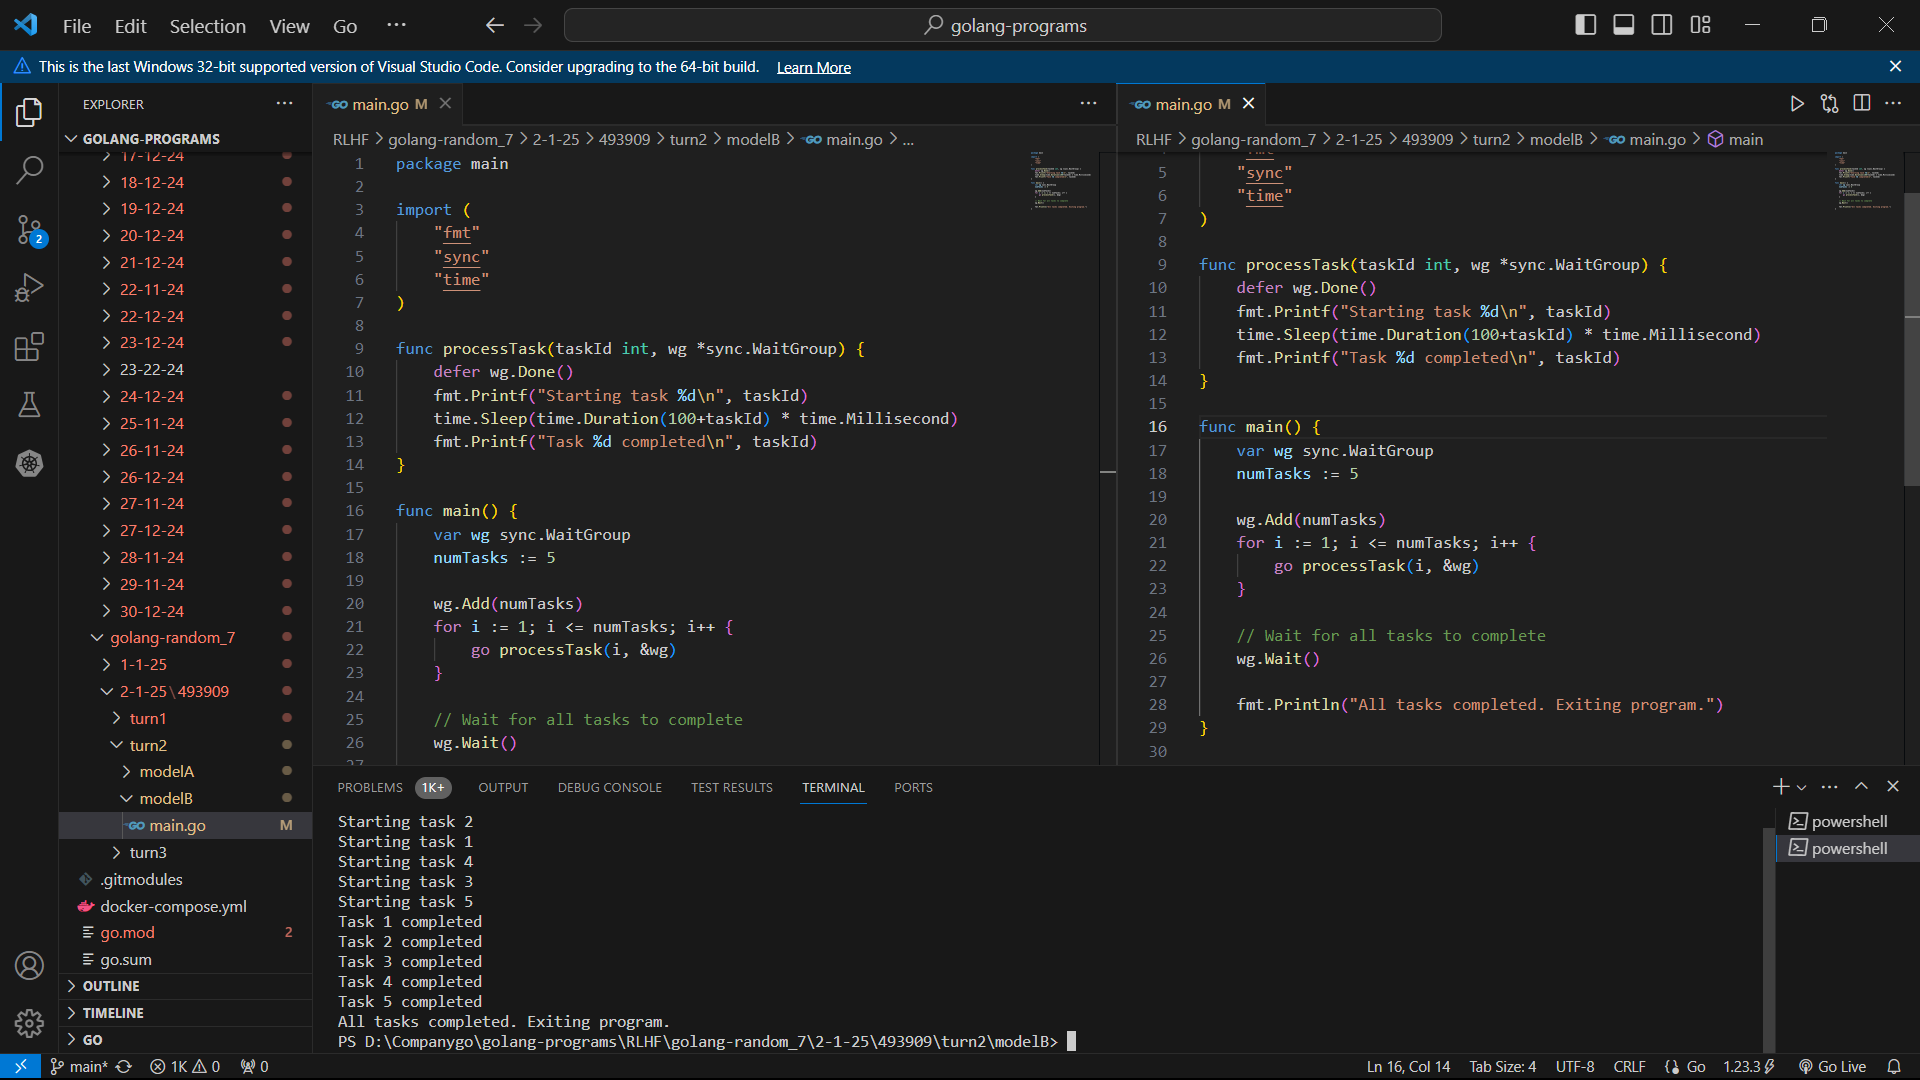 File Edit Selection View Go ...
golang-programs
This is the last Windows 32-bit supported version of Visual Studio Code. Consider upgrading to the 64-bit build. Learn More
EXPLORER
GOLANG-PROGRAMS
17-12-24
18-12-24
19-12-24
20-12-24
21-12-24
22-11-24
22-12-24
23-12-24
23-22-24
24-12-24
25-11-24
26-11-24
26-12-24
27-11-24
27-12-24
28-11-24
29-11-24
30-12-24
golang-random_7
1-1-25
2-1-25\493909
turn1
turn2
modelA
modelB
main.go M
turn3
.gitmodules
docker-compose.yml
go.mod 2
go.sum
OUTLINE
TIMELINE
GO
2
main.go M
RLHF > golang-random_7 > 2-1-25 > 493909 > turn2 > modelB > main.go > ...
1 package main
2
3 import (
4 "fmt"
5 "sync"
6 "time"
7 )
8
9 func processTask(taskId int, wg *sync.WaitGroup) {
10 defer wg.Done()
11 fmt.Printf("Starting task %d\n", taskId)
12 time.Sleep(time.Duration(100+taskId) * time.Millisecond)
13 fmt.Printf("Task %d completed\n", taskId)
14 }
15
16 func main() {
17 var wg sync.WaitGroup
18 numTasks := 5
19
20 wg.Add(numTasks)
21 for i := 1; i <= numTasks; i++ {
22 go processTask(i, &wg)
23 }
24
25 // Wait for all tasks to complete
26 wg.Wait()
27
main.go M
RLHF > golang-random_7 > 2-1-25 > 493909 > turn2 > modelB > main.go > main
5 "sync"
6 "time"
7 )
8
9 func processTask(taskId int, wg *sync.WaitGroup) {
10 defer wg.Done()
11 fmt.Printf("Starting task %d\n", taskId)
12 time.Sleep(time.Duration(100+taskId) * time.Millisecond)
13 fmt.Printf("Task %d completed\n", taskId)
14 }
15
16 func main() {
17 var wg sync.WaitGroup
18 numTasks := 5
19
20 wg.Add(numTasks)
21 for i := 1; i <= numTasks; i++ {
22 go processTask(i, &wg)
23 }
24
25 // Wait for all tasks to complete
26 wg.Wait()
27
28 fmt.Println("All tasks completed. Exiting program.")
29 }
30
PROBLEMS 1K+ OUTPUT DEBUG CONSOLE TEST RESULTS TERMINAL PORTS
Starting task 2
Starting task 1
Starting task 4
Starting task 3
Starting task 5
Task 1 completed
Task 2 completed
Task 3 completed
Task 4 completed
Task 5 completed
All tasks completed. Exiting program.
PS D:\Companygo\golang-programs\RLHF\golang-random_7\2-1-25\493909\turn2\modelB>
powershell
powershell
main* 1K 0 0 Ln 16, Col 14 Tab Size: 4 UTF-8 CRLF Go 1.23.3 Go Live